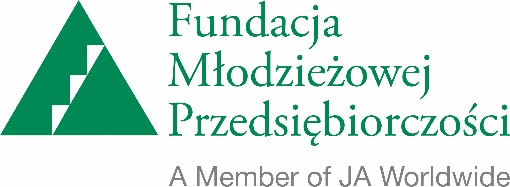 Fundacja
Młodzieżowej
Przedsiębiorczości
A Member of JA Worldwide